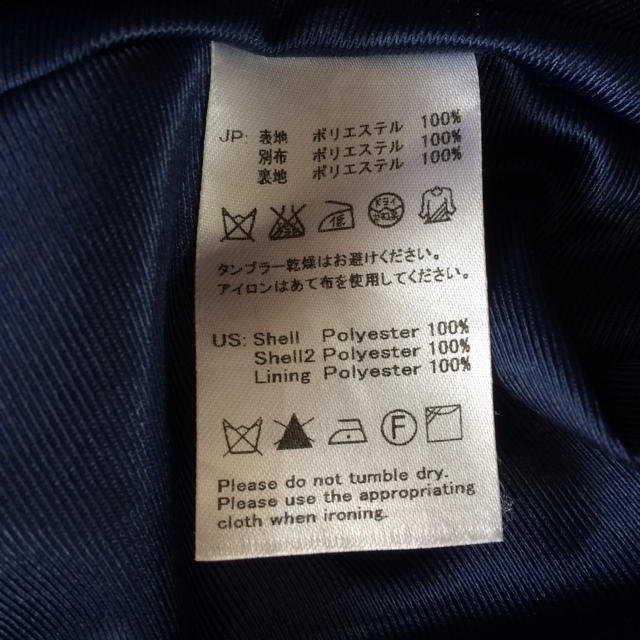 JP: 表地 ポリエステル 100%
別布 ポリエステル 100%
裏地 ポリエステル 100%
低
タンブラー乾燥はお避けください。
アイロンはあて布を使用してください。
US: Shell Polyester 100%
Shell2 Polyester 100%
Lining Polyester 100%
F
Please do not tumble dry.
Please use the appropriating
cloth when ironing.